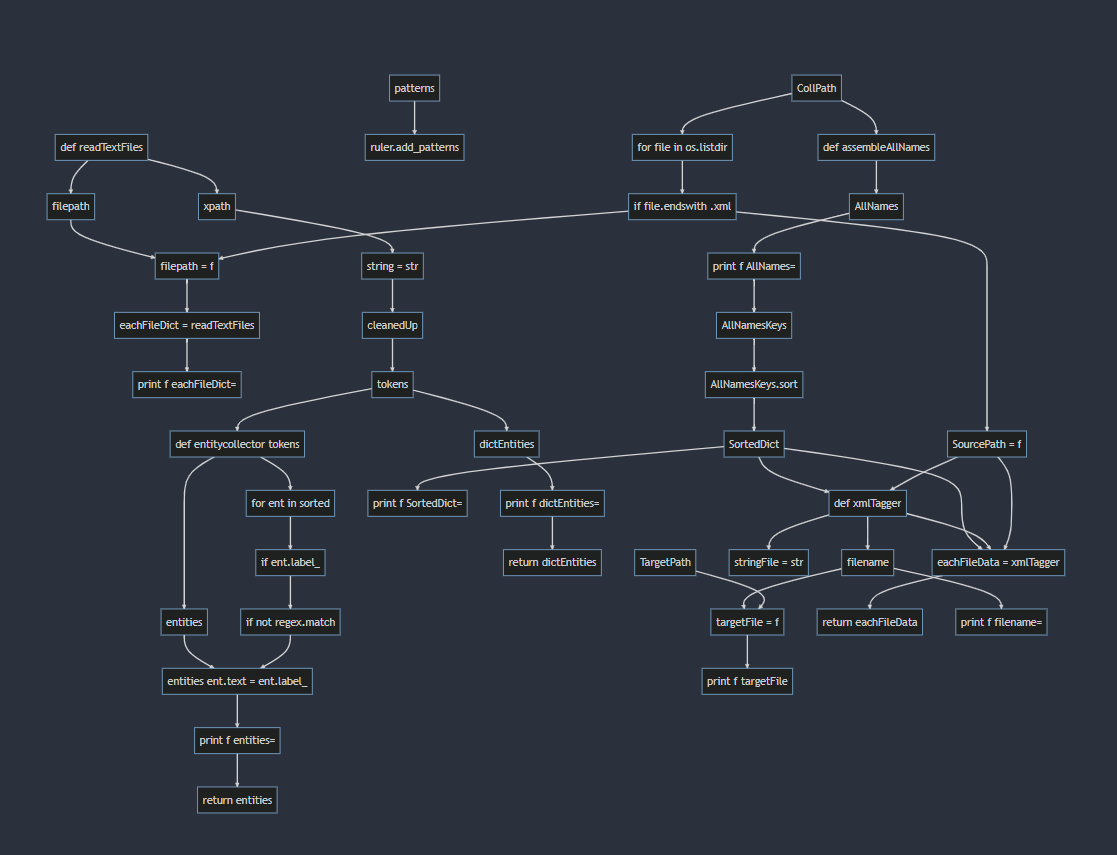 patterns
CollPath
def readTextFiles
ruler.add_patterns
for file in os.listdir
def assembleAllNames
filepath
xpath
if file.endswith .xml
AllNames
filepath = f
string = str
print f AllNames=
eachFileDict = readTextFiles
cleanedUp
AllNamesKeys
print f eachFileDict=
tokens
AllNamesKeys.sort
def entitycollector tokens
dictEntities
SortedDict
SourcePath = f
for ent in sorted
print f SortedDict=
print f dictEntities=
def xmlTagger
if ent.label_
return dictEntities
TargetPath
stringFile = str
filename
eachFileData = xmlTagger
entities
if not regex.match
targetFile = f
return eachFileData
print f filename=
entities ent.text = ent.label_
print f targetFile
print f entities=
return entities